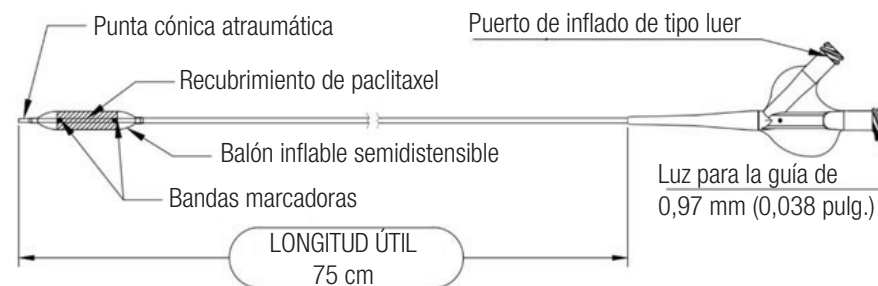 Punta cónica atraumática
Puerto de inflado de tipo luer
Recubrimiento de paclitaxel
Balón inflable semidistensible
Bandas marcadoras
Luz para la guía de
0,97 mm (0,038 pulg.)
LONGITUD ÚTIL
75 cm